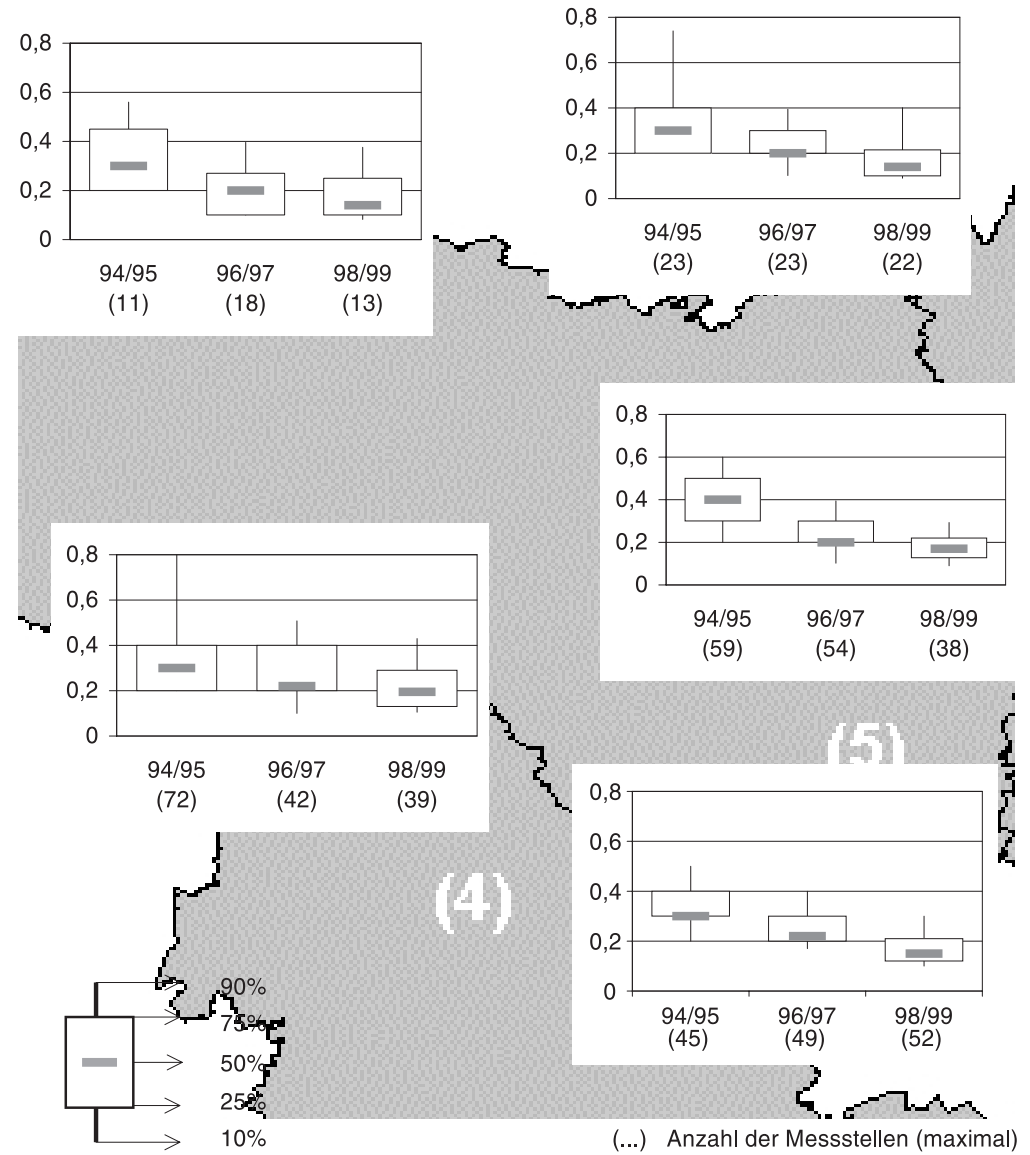 0,8
0,6
0,4
0,2
0
94/95 96/97 98/99
(11) (18) (13)
0,8
0,6
0,4
0,2
0
94/95 96/97 98/99
(23) (23) (22)
0,8
0,6
0,4
0,2
0
94/95 96/97 98/99
(59) (54) (38)
0,8
0,6
0,4
0,2
0
94/95 96/97 98/99
(72) (42) (39)
(5)
0,8
0,6
0,4
0,2
0
94/95 96/97 98/99
(45) (49) (52)
(4)
90%
75%
50%
25%
10%
(...) Anzahl der Messstellen (maximal)